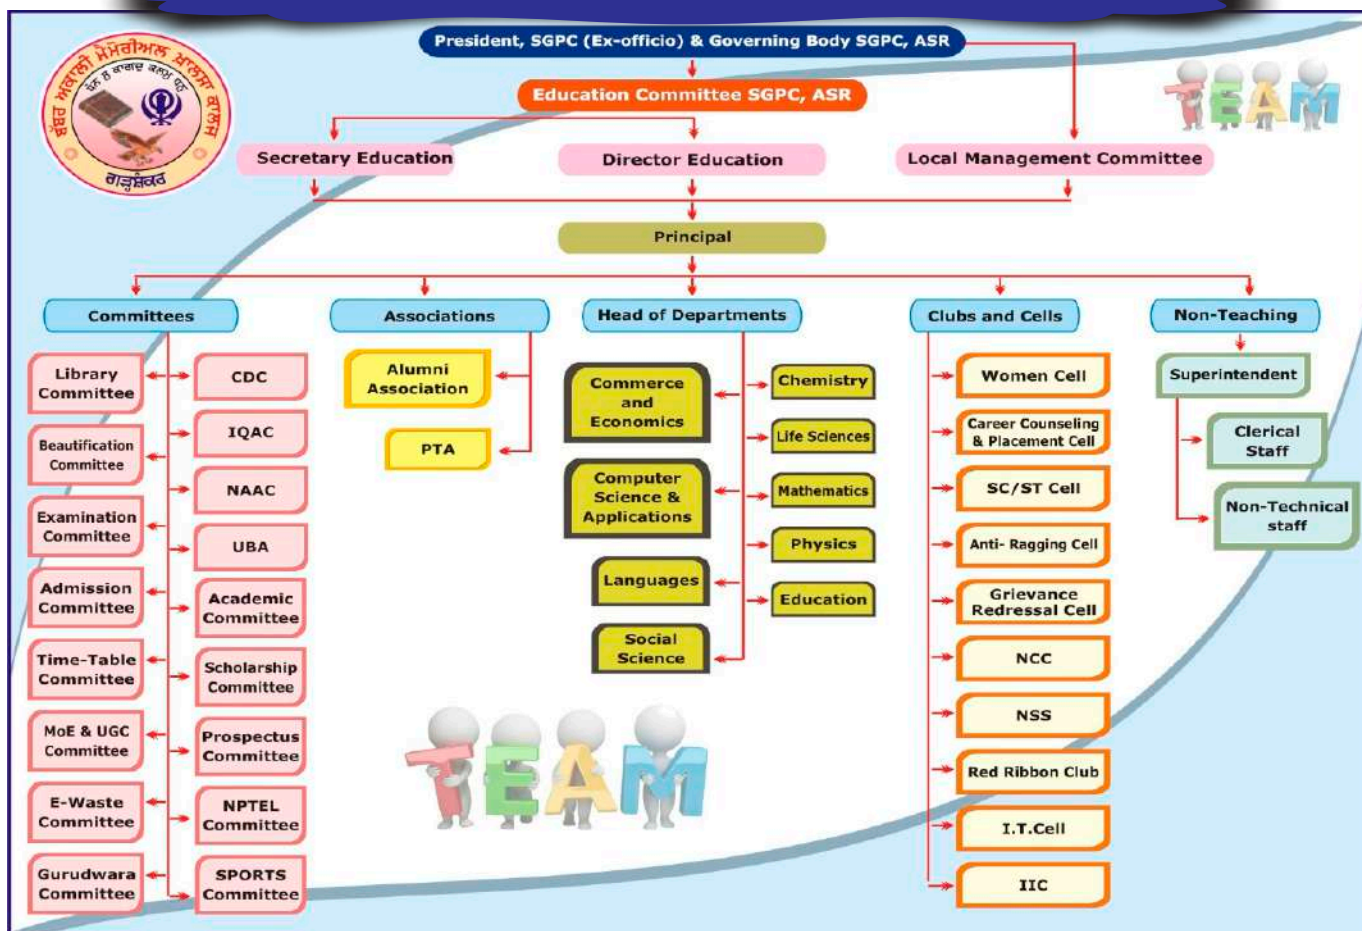 President, SGPC (Ex-officio) & Governing Body SGPC, ASR
Education Committee SGPC, ASR
ਬੱਬਰ ਅਕਾਲੀ ਮੈਮੋਰੀਅਲ ਖ਼ਾਲਸਾ ਕਾਲਜ
ਗੜ੍ਹਸ਼ੰਕਰ
TEAM
Secretary Education
Director Education
Local Management Committee
Principal
Committees
Associations
Head of Departments
Clubs and Cells
Non-Teaching
Library
Committee
Beautification
Committee
Examination
Committee
Admission
Committee
Time-Table
Committee
MoE & UGC
Committee
E-Waste
Committee
Gurudwara
Committee
CDC
IQAC
NAAC
UBA
Academic
Committee
Scholarship
Committee
Prospectus
Committee
NPTEL
Committee
SPORTS
Committee
Alumni
Association
PTA
Commerce
and
Economics
Computer
Science &
Applications
Languages
Social
Science
Chemistry
Life Sciences
Mathematics
Physics
Education
Women Cell
Career Counseling
& Placement Cell
SC/ST Cell
Anti- Ragging Cell
Grievance
Redressal Cell
NCC
NSS
Red Ribbon Club
I.T.Cell
IIC
Superintendent
Clerical
Staff
Non-Technical
staff
TEAM